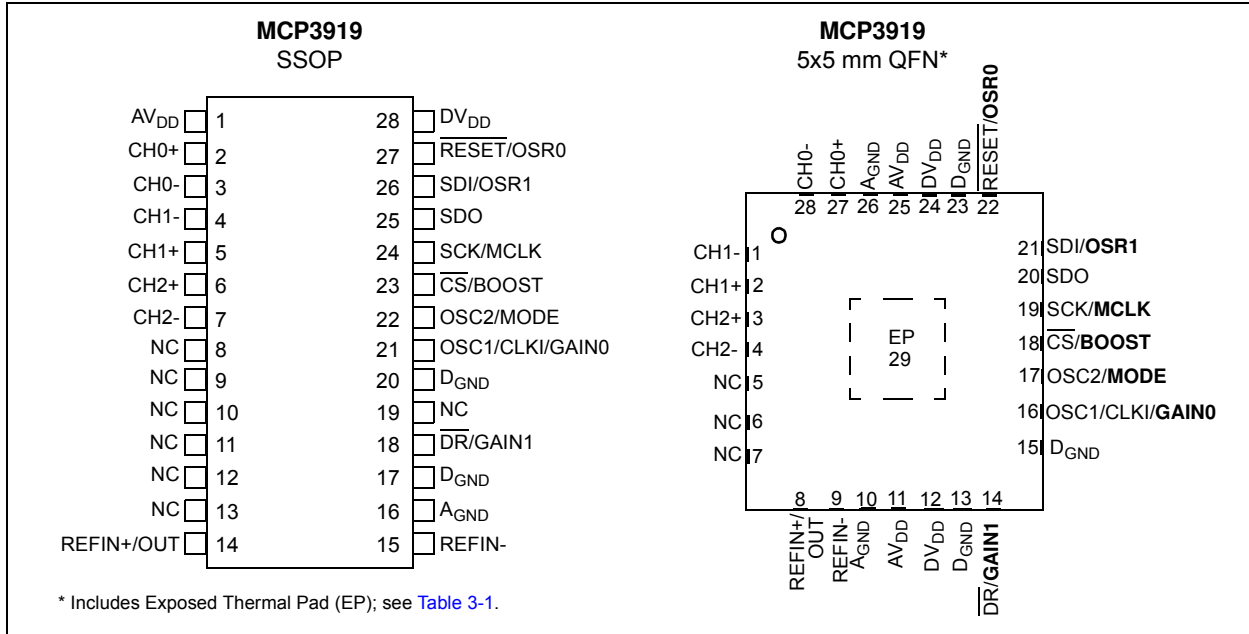 MCP3919
SSOP
AVDD 1
CH0+ 2
CH0- 3
CH1- 4
CH1+ 5
CH2+ 6
CH2- 7
NC 8
NC 9
NC 10
NC 11
NC 12
NC 13
REFIN+/OUT 14
28 DVDD
27 RESET/OSR0
26 SDI/OSR1
25 SDO
24 SCK/MCLK
23 CS/BOOST
22 OSC2/MODE
21 OSC1/CLKI/GAIN0
20 DGND
19 NC
18 DR/GAIN1
17 DGND
16 AGND
15 REFIN-
* Includes Exposed Thermal Pad (EP); see Table 3-1.
MCP3919
5x5 mm QFN*
CH0- 28
CH0+ 27
AGND 26
AVDD 25
DVDD 24
DGND 23
RESET/OSR0 22
CH1- 1
CH1+ 2
CH2+ 3
CH2- 4
NC 5
NC 6
NC 7
EP
29
21 SDI/OSR1
20 SDO
19 SCK/MCLK
18 CS/BOOST
17 OSC2/MODE
16 OSC1/CLKI/GAIN0
15 DGND
8 REFIN+/
OUT
9 REFIN-
10 AGND
11 AVDD
12 DVDD
13 DGND
14 DR/GAIN1